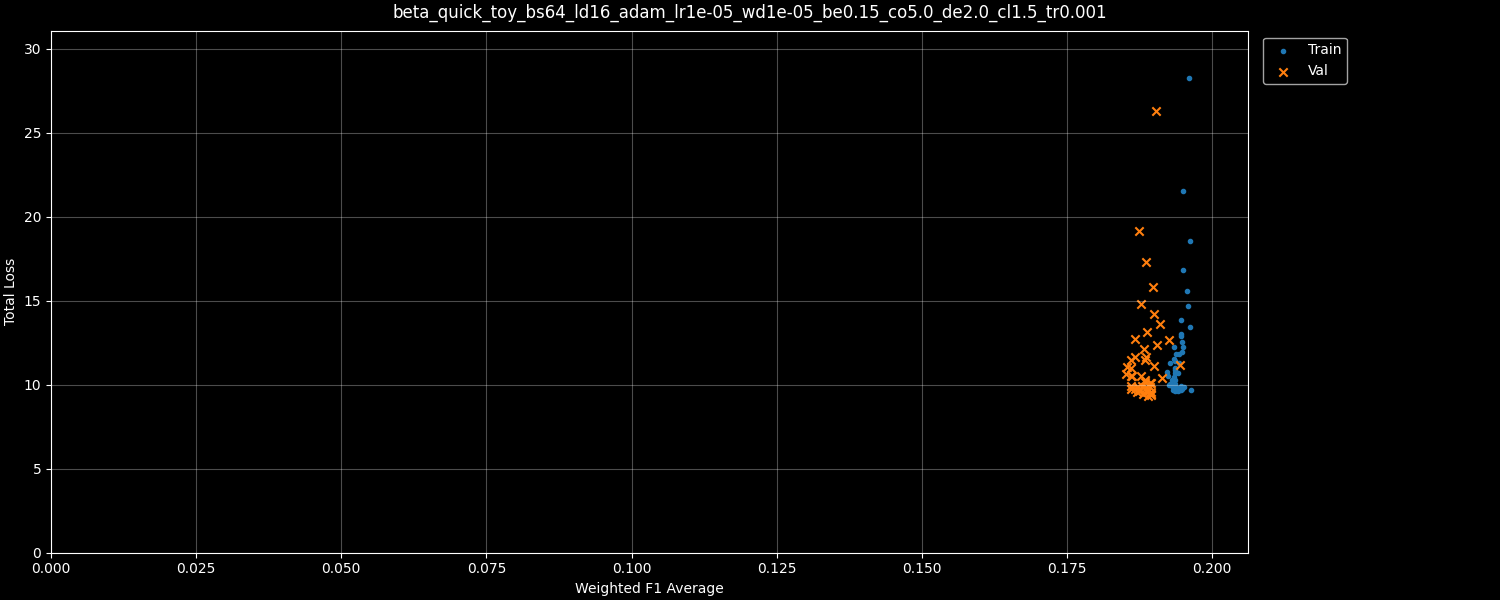 beta_quick_toy_bs64_ld16_adam_lr1e-05_wd1e-05_be0.15_co5.0_de2.0_cl1.5_tr0.001
Train
Val
30
25
20
15
10
5
0
Total Loss
0.000 0.025 0.050 0.075 0.100 0.125 0.150 0.175 0.200
Weighted F1 Average